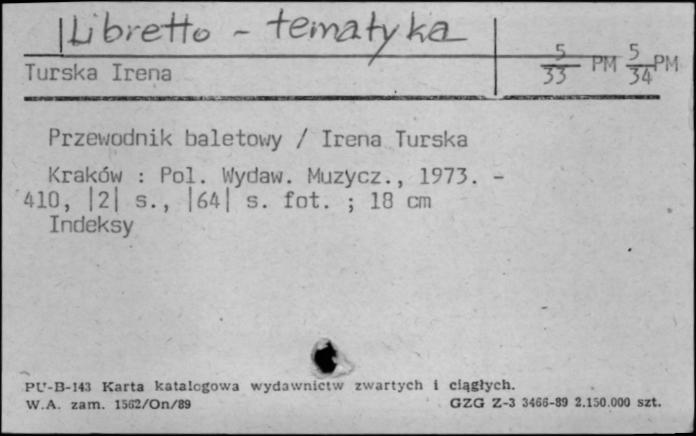 Libretto - tematyka
Turska Irena
5/33 PM 5/34 PM
Przewodnik baletowy / Irena Turska
Kraków : Pol. Wydaw. Muzycz., 1973. -
410, |2| s., |64| s. fot. ; 18 cm
Indeksy
PU-B-143 Karta katalogowa wydawnictw zwartych i ciągłych.
W.A. zam. 1562/On/89 GZG Z-3 3466-89 2.150.000 szt.